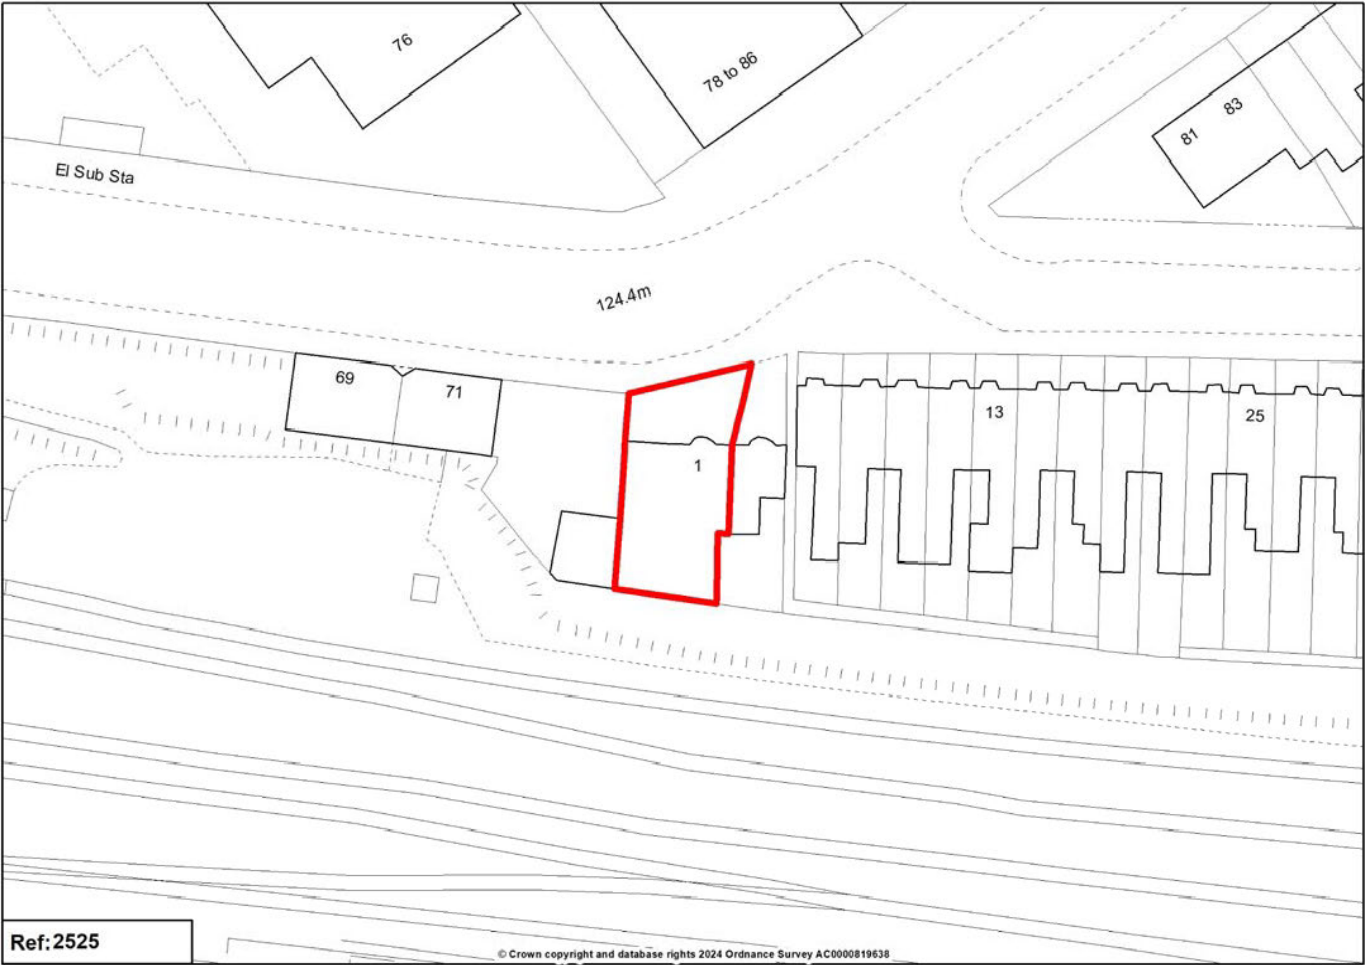 76
78 to 86
83
81
El Sub Sta
124.4m
69
71
13
25
1
Ref:2525
© Crown copyright and database rights 2024 Ordnance Survey AC0000819638